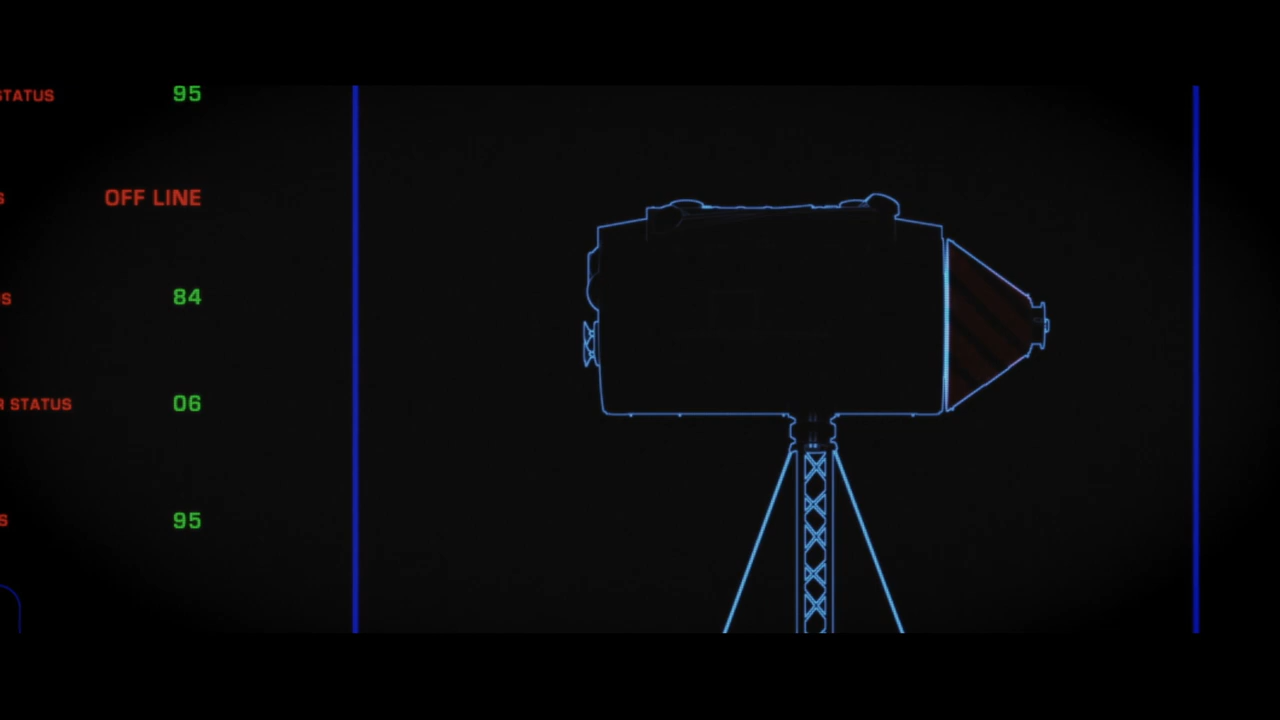 STATUS 95
S OFF LINE
S 84
R STATUS 06
S 95